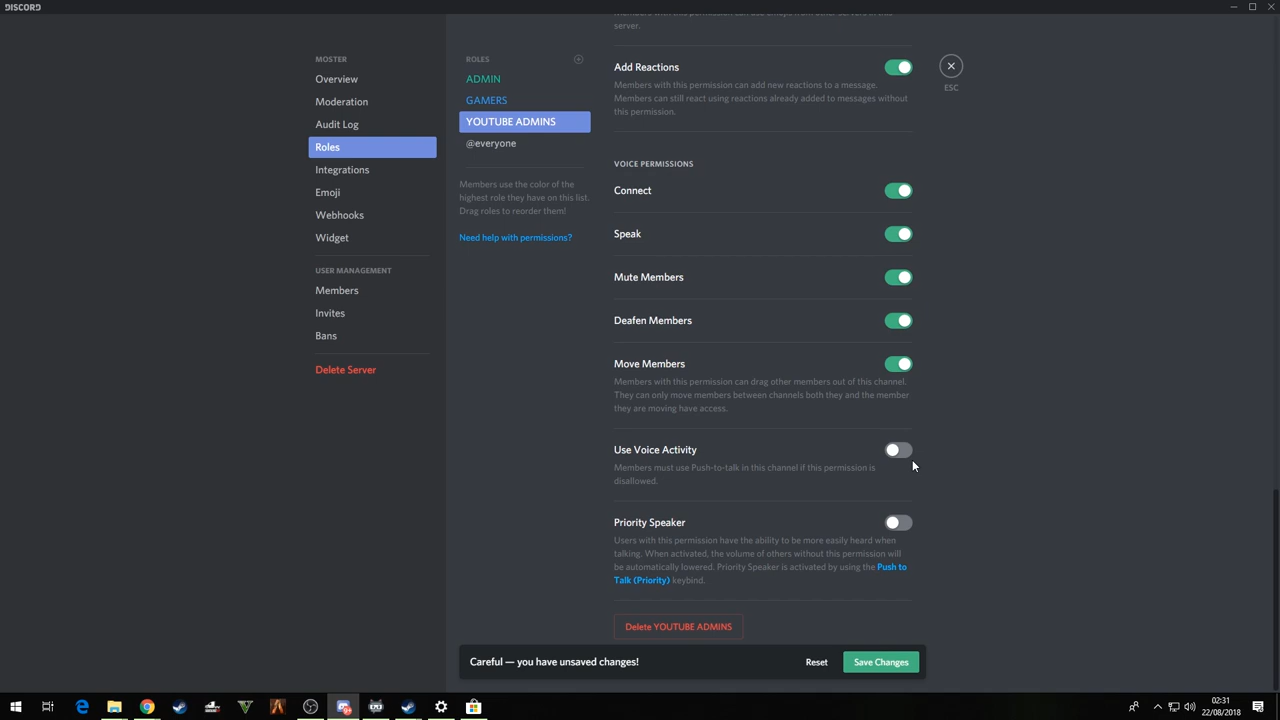 DISCORD
MOSTER
Overview
Moderation
Audit Log
Roles
Integrations
Emoji
Webhooks
Widget
USER MANAGEMENT
Members
Invites
Bans
Delete Server
ROLES
ADMIN
GAMERS
YOUTUBE ADMINS
@everyone
Members use the color of the
highest role they have on this list.
Drag roles to reorder them!
Need help with permissions?
server.
Add Reactions
Members with this permission can add new reactions to a message.
Members can still react using reactions already added to messages without
this permission.
VOICE PERMISSIONS
Connect
Speak
Mute Members
Deafen Members
Move Members
Members with this permission can drag other members out of this channel.
They can only move members between channels both they and the member
they are moving have access.
Use Voice Activity
Members must use Push-to-talk in this channel if this permission is
disallowed.
Priority Speaker
Users with this permission have the ability to be more easily heard when
talking. When activated, the volume of others without this permission will
be automatically lowered. Priority Speaker is activated by using the Push to
Talk (Priority) keybind.
Delete YOUTUBE ADMINS
Careful — you have unsaved changes!
Reset
Save Changes
ESC
02:31
22/08/2018